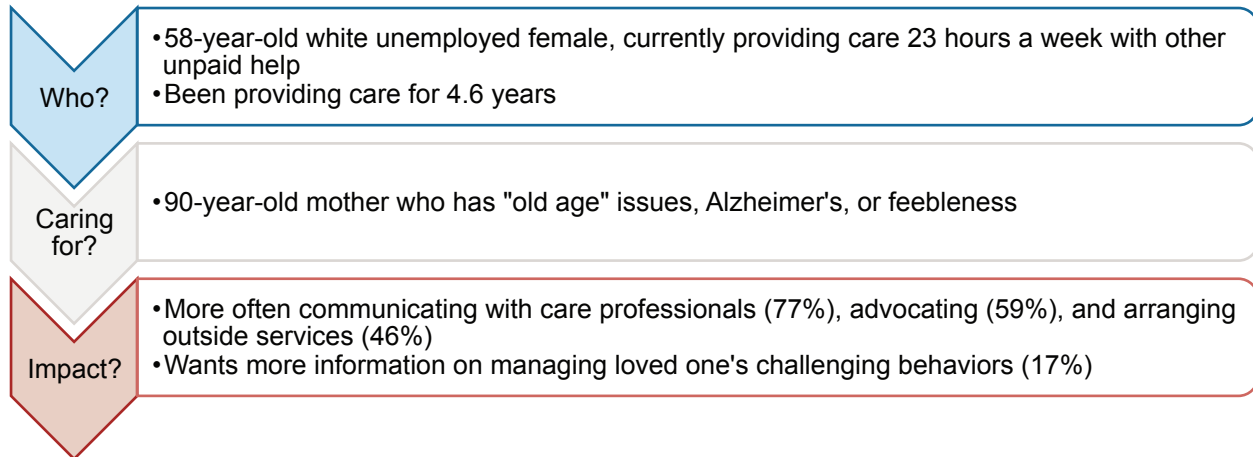 Who?
•58-year-old white unemployed female, currently providing care 23 hours a week with other
unpaid help
•Been providing care for 4.6 years
Caring
for?
•90-year-old mother who has "old age" issues, Alzheimer's, or feebleness
Impact?
•More often communicating with care professionals (77%), advocating (59%), and arranging
outside services (46%)
•Wants more information on managing loved one's challenging behaviors (17%)